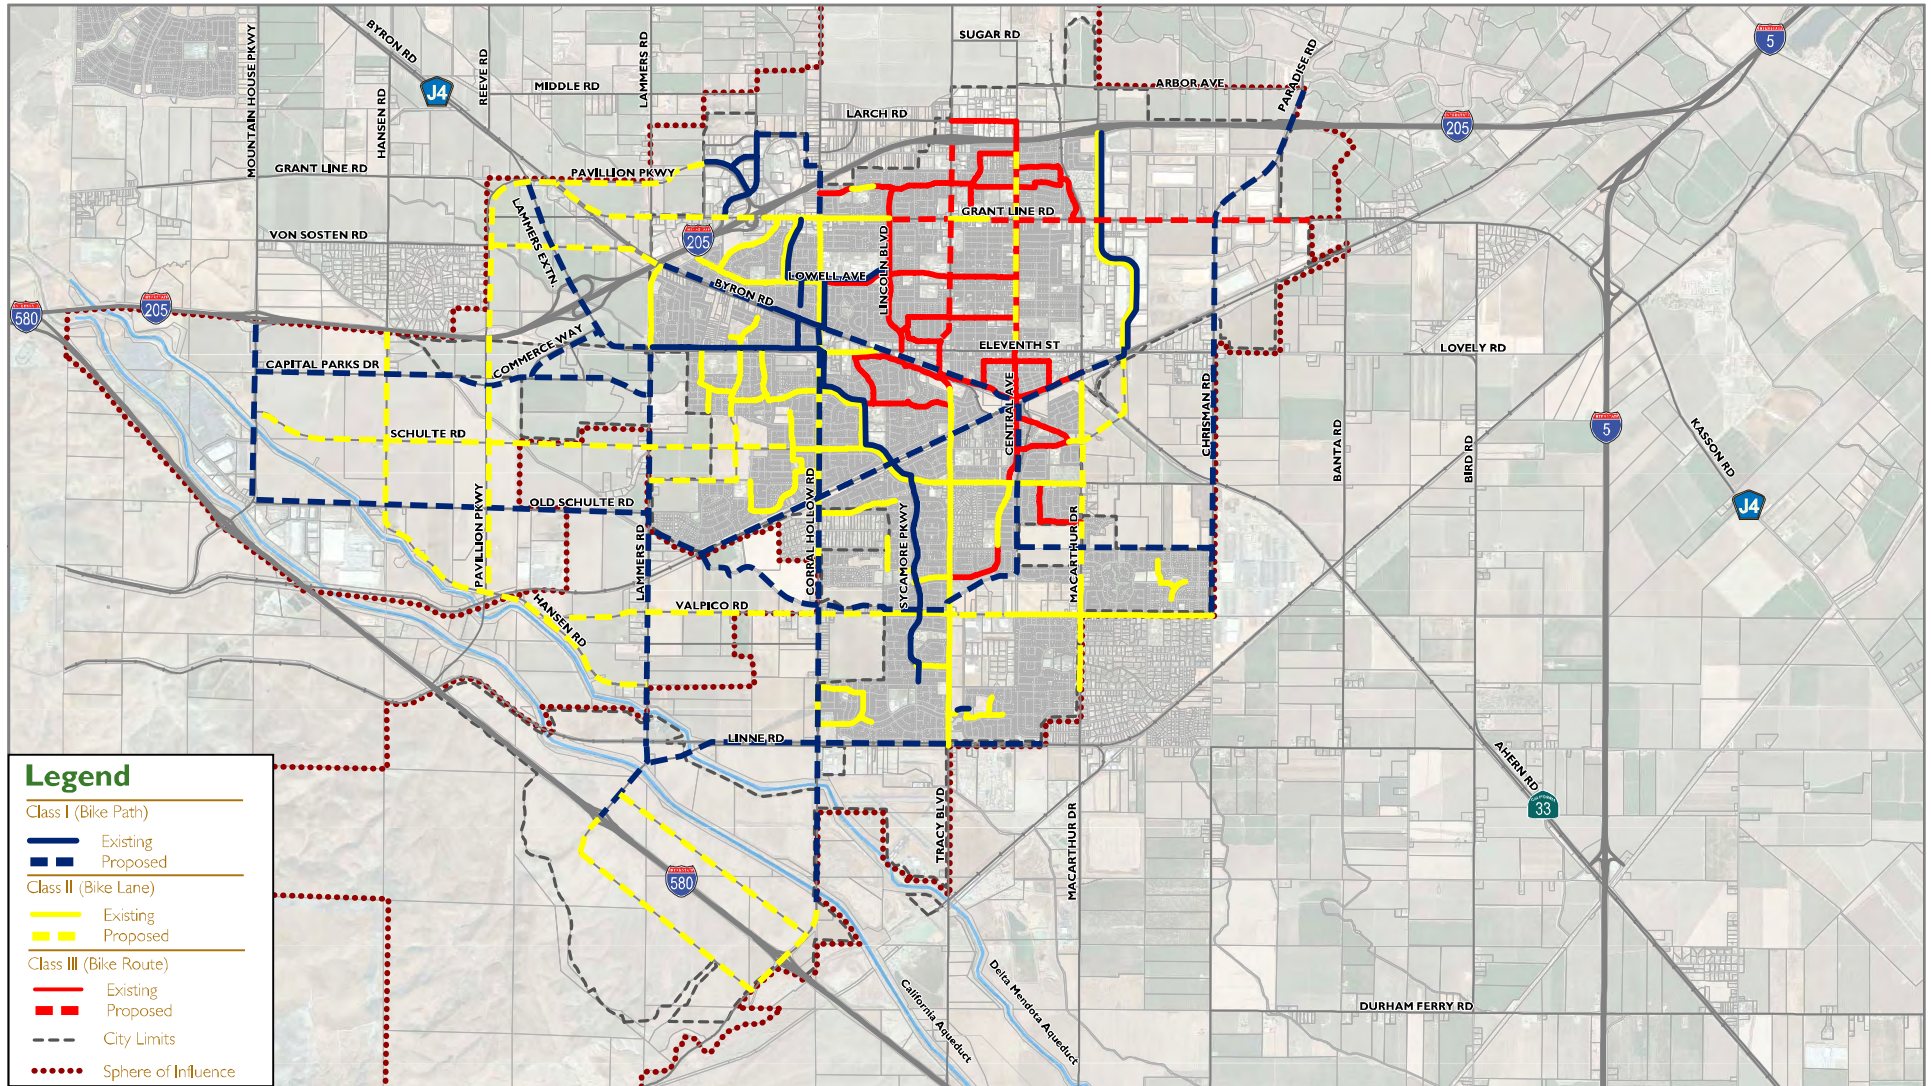 SUGAR RD
BYRON RD
MOUNTAIN HOUSE PKWY
HANSEN RD
REEVE RD
LAMMERS RD
PARADISE RD
5
J4
MIDDLE RD
ARBOR AVE
LARCH RD
205
GRANT LINE RD
PAVILLION PKWY
LAMMERS EXTN.
GRANT LINE RD
VON SOSTEN RD
205
LINCOLN BLVD
LOWELL AVE
BYRON RD
580
205
COMMERCE WAY
ELEVENTH ST
LOVELY RD
CAPITAL PARKS DR
CENTRAL AVE
CHRISMAN RD
SCHULTE RD
5
BANTA RD
BIRD RD
KASSON RD
J4
OLD SCHULTE RD
PAVILLION PKWY
LAMMERS RD
CORRAL HOLLOW RD
SYCAMORE PKWY
MACARTHUR DR
HANSEN RD
VALPICO RD
LINNE RD
AHERN RD
CALIFORNIA
33
TRACY BLVD
MACARTHUR DR
580
California Aqueduct
Delta Mendota Aqueduct
DURHAM FERRY RD
Legend
Class I (Bike Path)
Existing
Proposed
Class II (Bike Lane)
Existing
Proposed
Class III (Bike Route)
Existing
Proposed
City Limits
Sphere of Influence